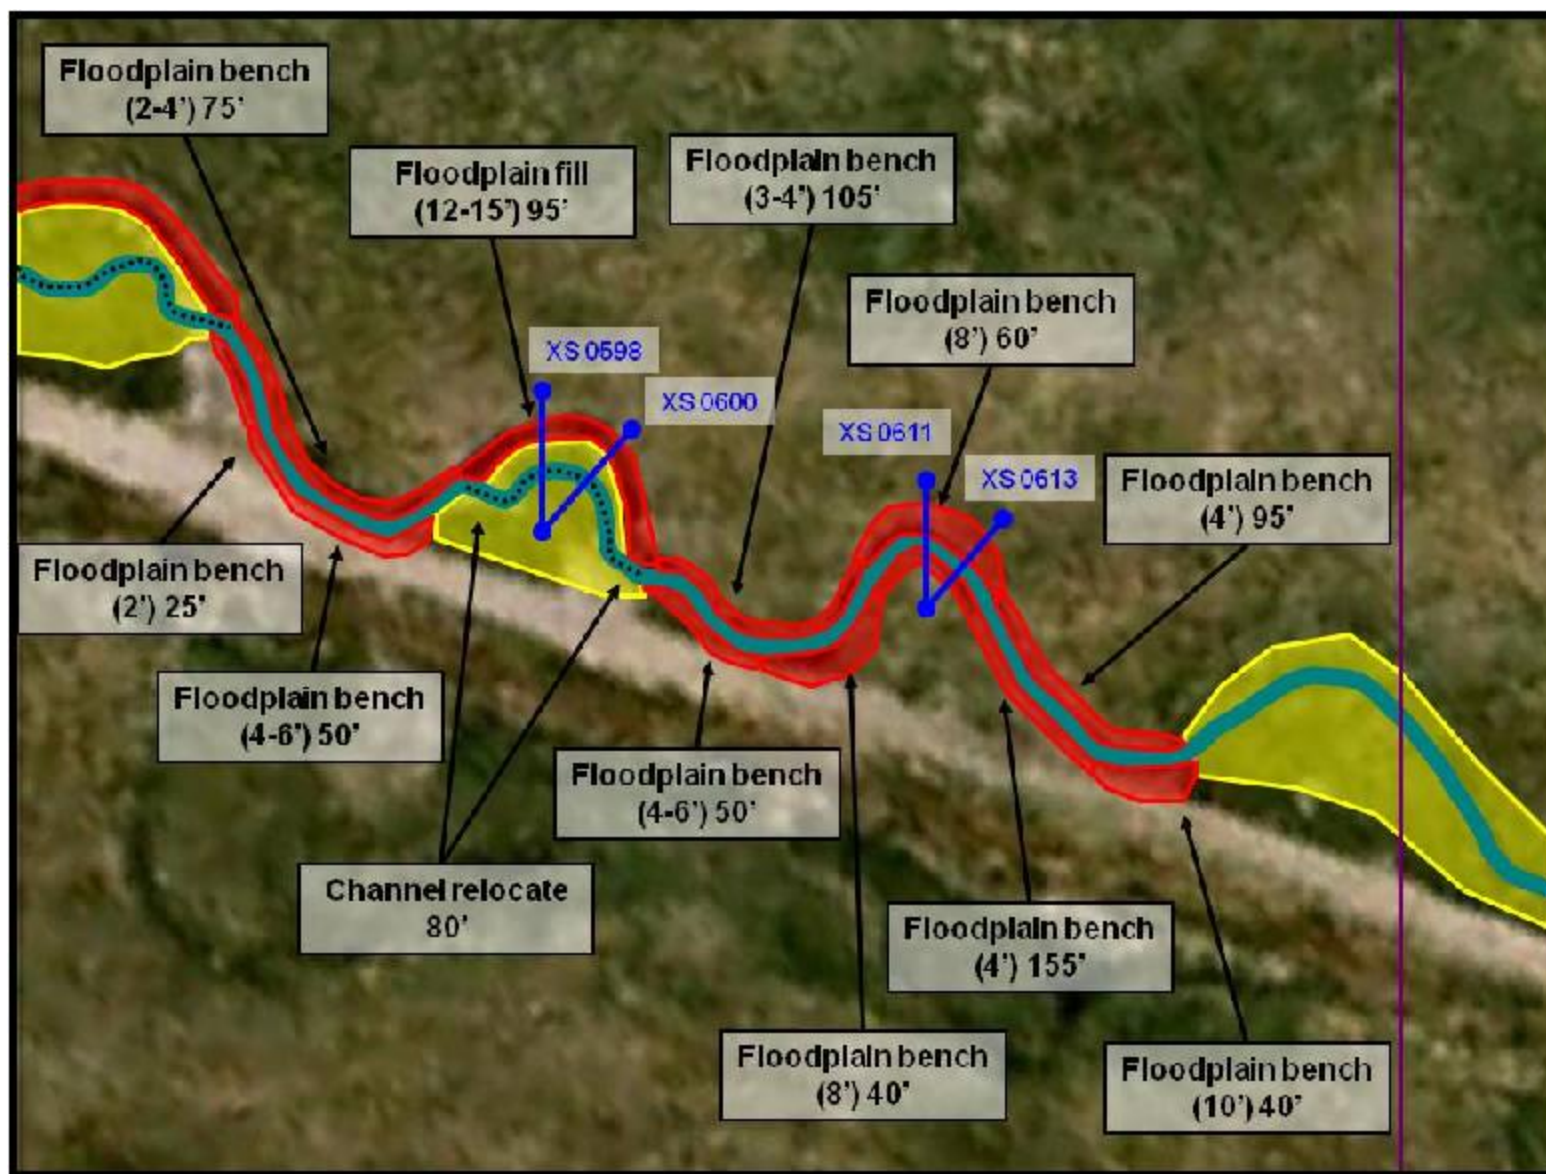 Floodplain bench
(2-4') 75'
Floodplain fill
(12-15') 95'
Floodplain bench
(3-4') 105'
Floodplain bench
(8') 60'
XS 0598
XS 0600
XS 0611
XS 0613
Floodplain bench
(4') 95'
Floodplain bench
(2') 25'
Floodplain bench
(4-6') 50'
Floodplain bench
(4-6') 50'
Channel relocate
80'
Floodplain bench
(4') 155'
Floodplain bench
(8') 40'
Floodplain bench
(10') 40'